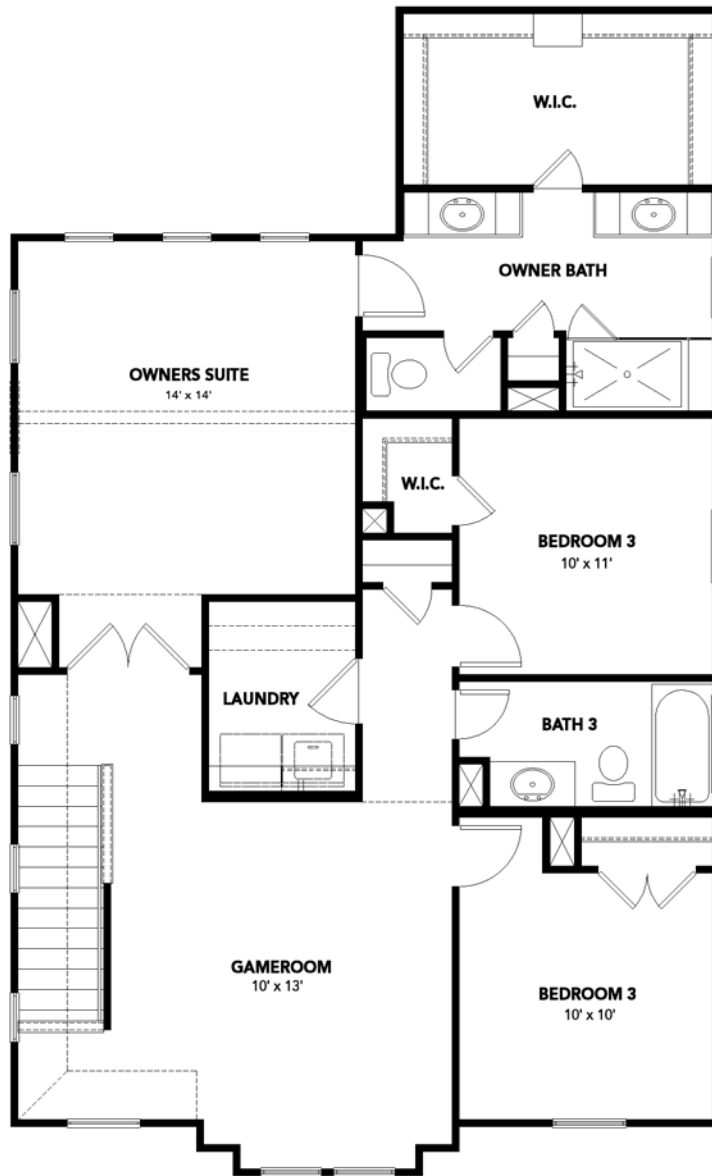 W.I.C.
OWNER BATH
OWNERS SUITE
14' x 14'
W.I.C.
BEDROOM 3
10' x 11'
LAUNDRY
BATH 3
GAMEROOM
10' x 13'
BEDROOM 3
10' x 10'